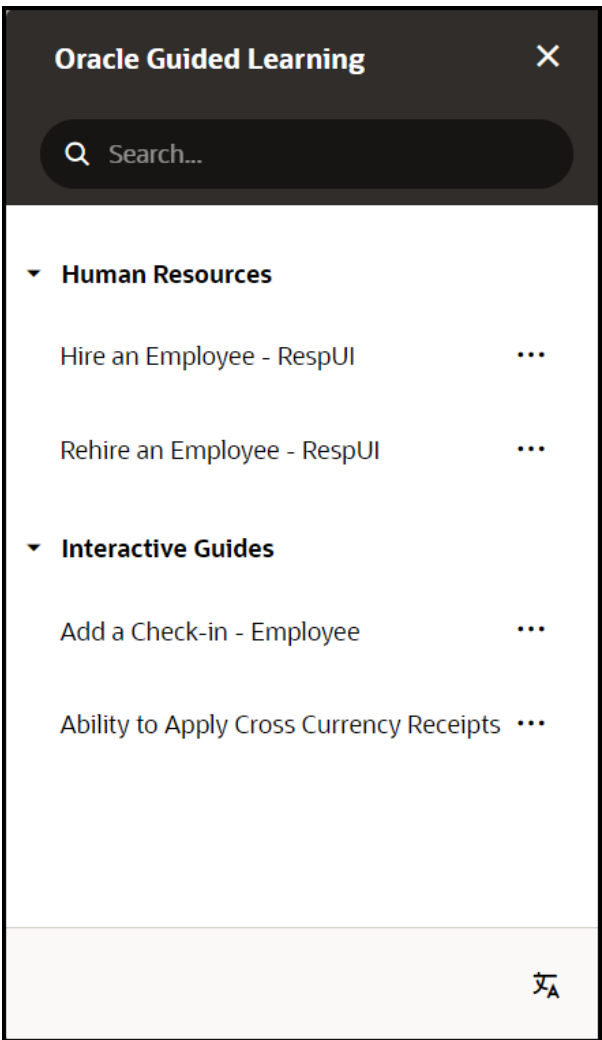 Oracle Guided Learning
Search...
Human Resources
Hire an Employee - RespUI
Rehire an Employee - RespUI
Interactive Guides
Add a Check-in - Employee
Ability to Apply Cross Currency Receipts